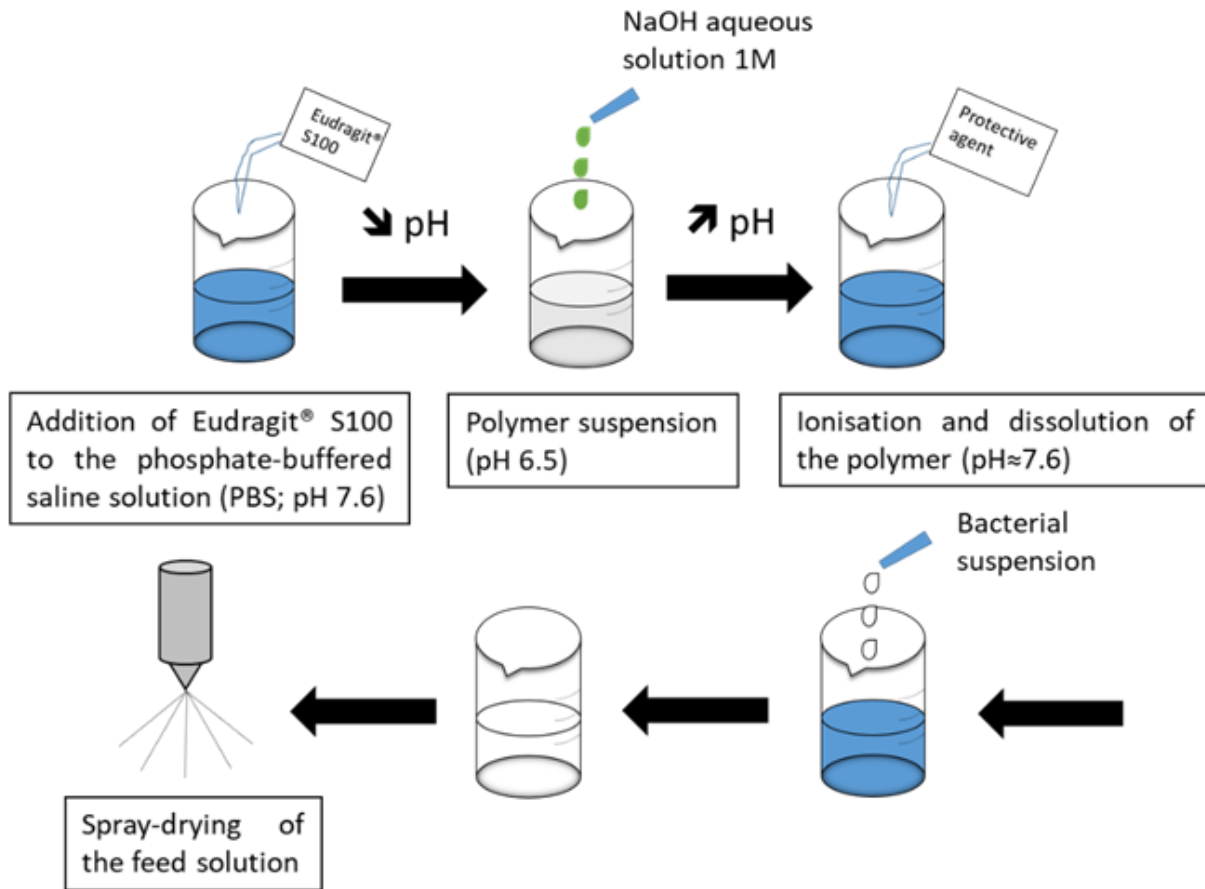 NaOH aqueous
solution 1M
Eudragit®
S100
Protective
agent
➘ pH
➚ pH
Addition of Eudragit® S100
to the phosphate-buffered
saline solution (PBS; pH 7.6)
Polymer suspension
(pH 6.5)
Ionisation and dissolution of
the polymer (pH≈7.6)
Bacterial
suspension
Spray-drying of
the feed solution